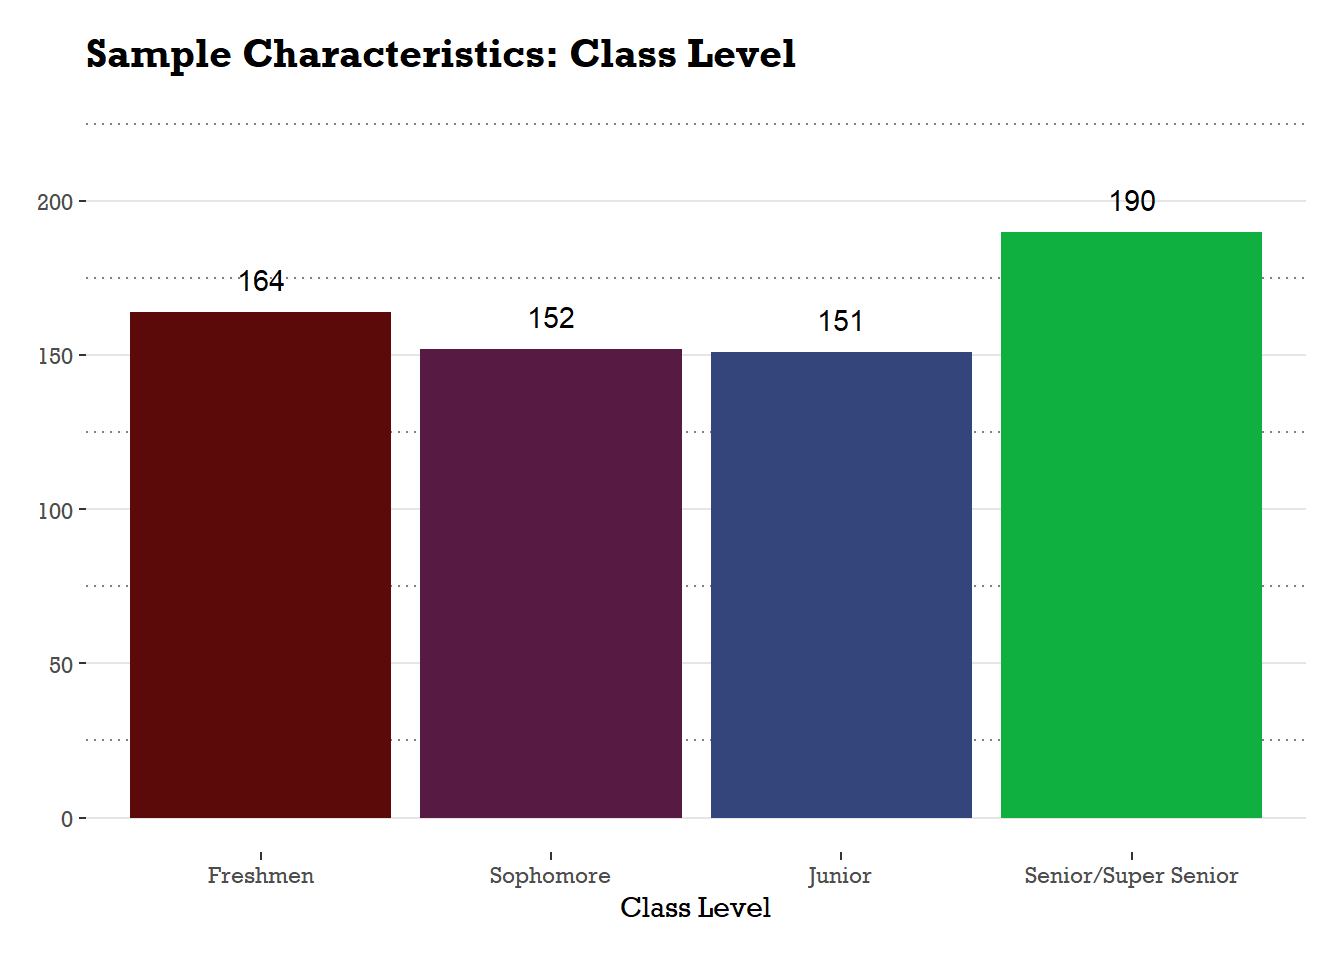 Sample Characteristics: Class Level
200
150
100
50
0
164
152
151
190
Freshmen
Sophomore
Junior
Senior/Super Senior
Class Level